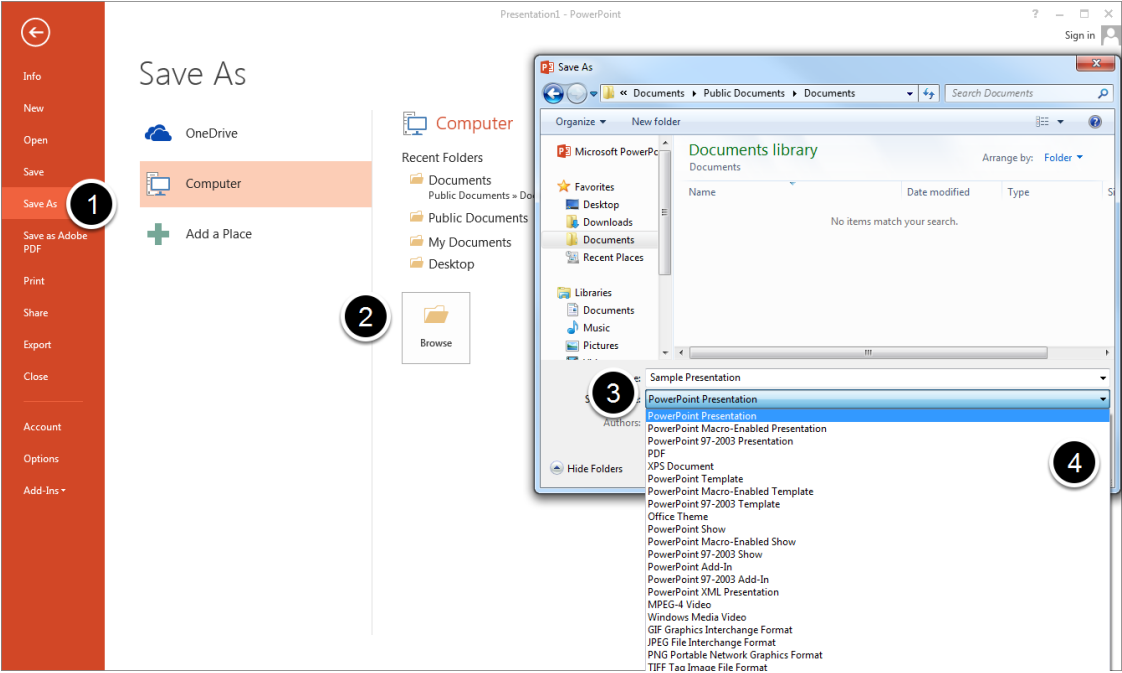 Presentation1 - PowerPoint
?
Sign in
Info
New
Open
Save
Save As
Save as Adobe
PDF
Print
Share
Export
Close
Account
Options
Add-Ins
1
Save As
OneDrive
Computer
Add a Place
Computer
Recent Folders
Documents
Public Documents » Do
Public Documents
My Documents
Desktop
2
Browse
Save As
« Documents Public Documents Documents
Search Documents
Organize
New folder
?
Microsoft PowerPc
Favorites
Desktop
Downloads
Documents
Recent Places
Libraries
Documents
Music
Pictures
Documents library
Documents
Arrange by: Folder
Name Date modified Type Si
No items match your search.
3
e: Sample Presentation
PowerPoint Presentation
Authors:
Hide Folders
4
PowerPoint Presentation
PowerPoint Macro-Enabled Presentation
PowerPoint 97-2003 Presentation
PDF
XPS Document
PowerPoint Template
PowerPoint Macro-Enabled Template
PowerPoint 97-2003 Template
Office Theme
PowerPoint Show
PowerPoint Macro-Enabled Show
PowerPoint 97-2003 Show
PowerPoint Add-In
PowerPoint 97-2003 Add-In
PowerPoint XML Presentation
MPEG-4 Video
Windows Media Video
GIF Graphics Interchange Format
JPEG File Interchange Format
PNG Portable Network Graphics Format
TIFF Tag Image File Format